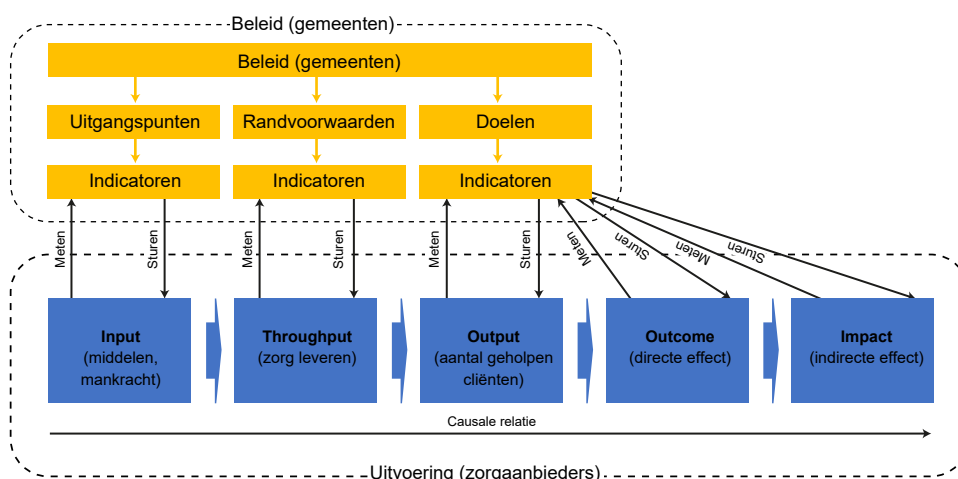 Beleid (gemeenten)
Beleid (gemeenten)
Uitgangspunten
Randvoorwaarden
Doelen
Indicatoren
Indicatoren
Indicatoren
Meten
Sturen
Meten
Sturen
Meten
Sturen
Meten
Sturen
Meten
Sturen
Input
(middelen,
mankracht)
Throughput
(zorg leveren)
Output
(aantal geholpen
cliënten)
Outcome
(directe effect)
Impact
(indirecte effect)
Causale relatie
Uitvoering (zorgaanbieders)